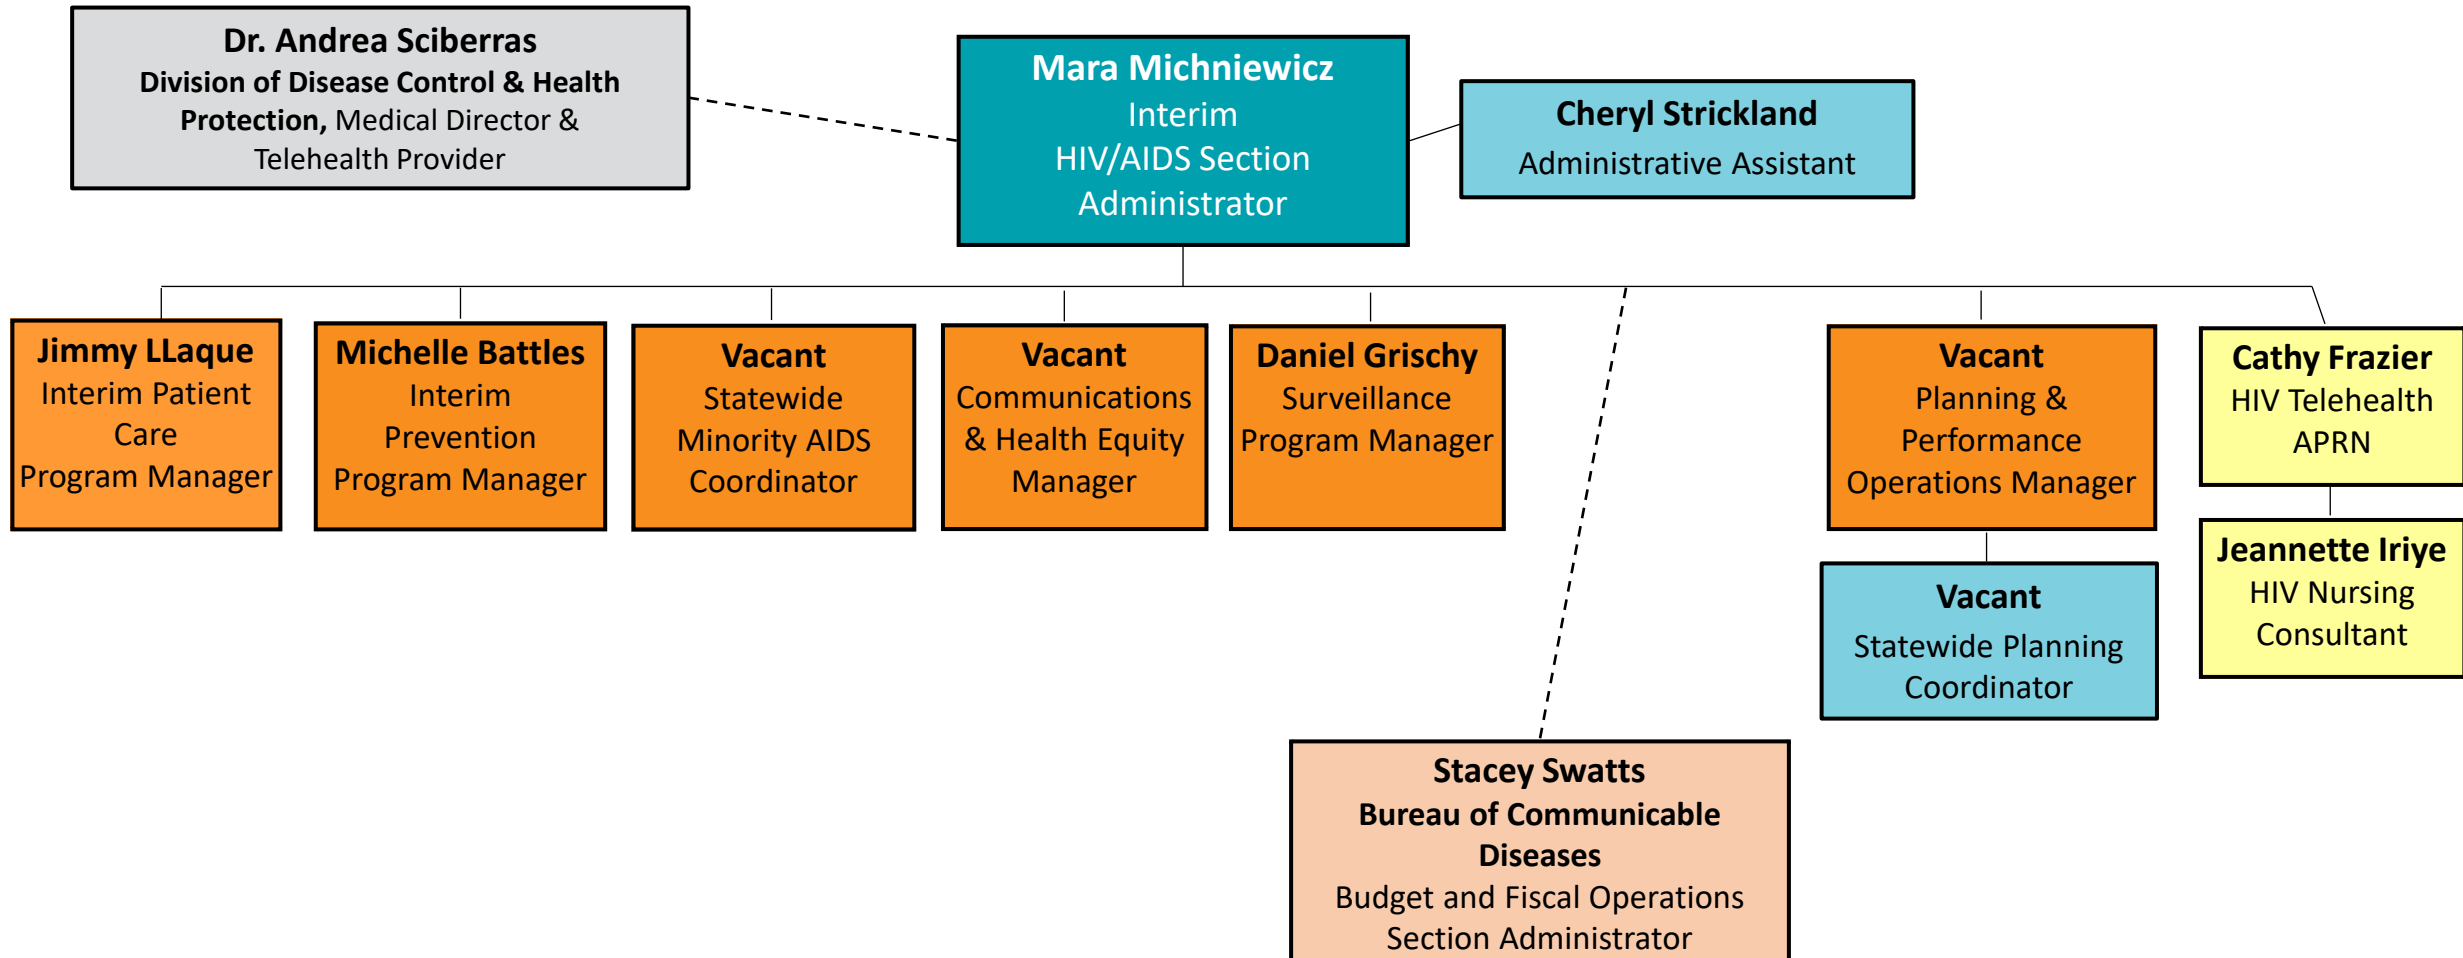 Dr. Andrea Sciberras
Division of Disease Control & Health
Protection, Medical Director &
Telehealth Provider
Mara Michniewicz
Interim
HIV/AIDS Section
Administrator
Cheryl Strickland
Administrative Assistant
Jimmy LLaque
Interim Patient
Care
Program Manager
Michelle Battles
Interim
Prevention
Program Manager
Vacant
Statewide
Minority AIDS
Coordinator
Vacant
Communications
& Health Equity
Manager
Daniel Grischy
Surveillance
Program Manager
Vacant
Planning &
Performance
Operations Manager
Cathy Frazier
HIV Telehealth
APRN
Vacant
Statewide Planning
Coordinator
Jeannette Iriye
HIV Nursing
Consultant
Stacey Swatts
Bureau of Communicable
Diseases
Budget and Fiscal Operations
Section Administrator